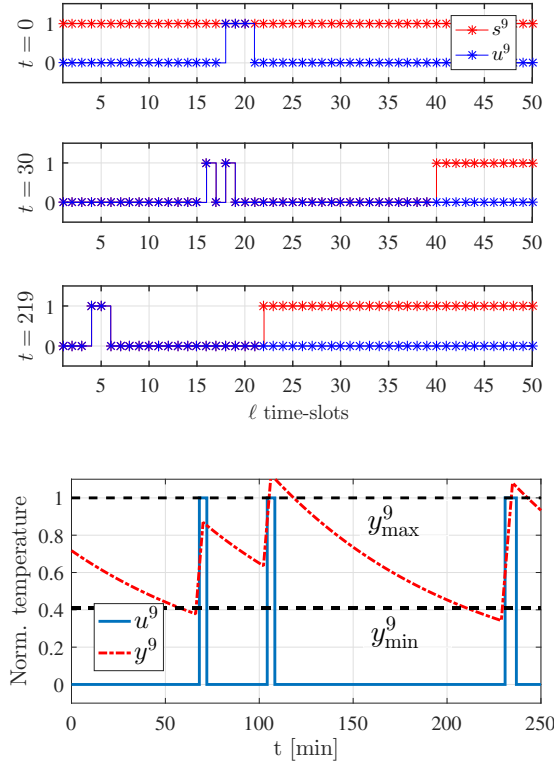 t = 0
1
0
s^9
u^9
5 10 15 20 25 30 35 40 45 50
t = 30
1
0
5 10 15 20 25 30 35 40 45 50
t = 219
1
0
5 10 15 20 25 30 35 40 45 50
ℓ time-slots
Norm. temperature
1
0.8
0.6
0.4
0.2
0
y^9_max
y^9_min
u^9
y^9
0 50 100 150 200 250
t [min]